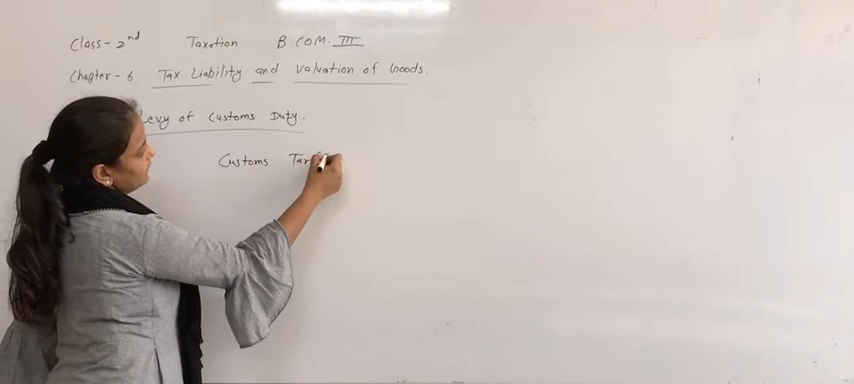 Class - 2nd Taxation B COM. III
Chapter - 6 Tax Liability and Valuation of Goods.
Levy of Customs Duty.
Customs Tar